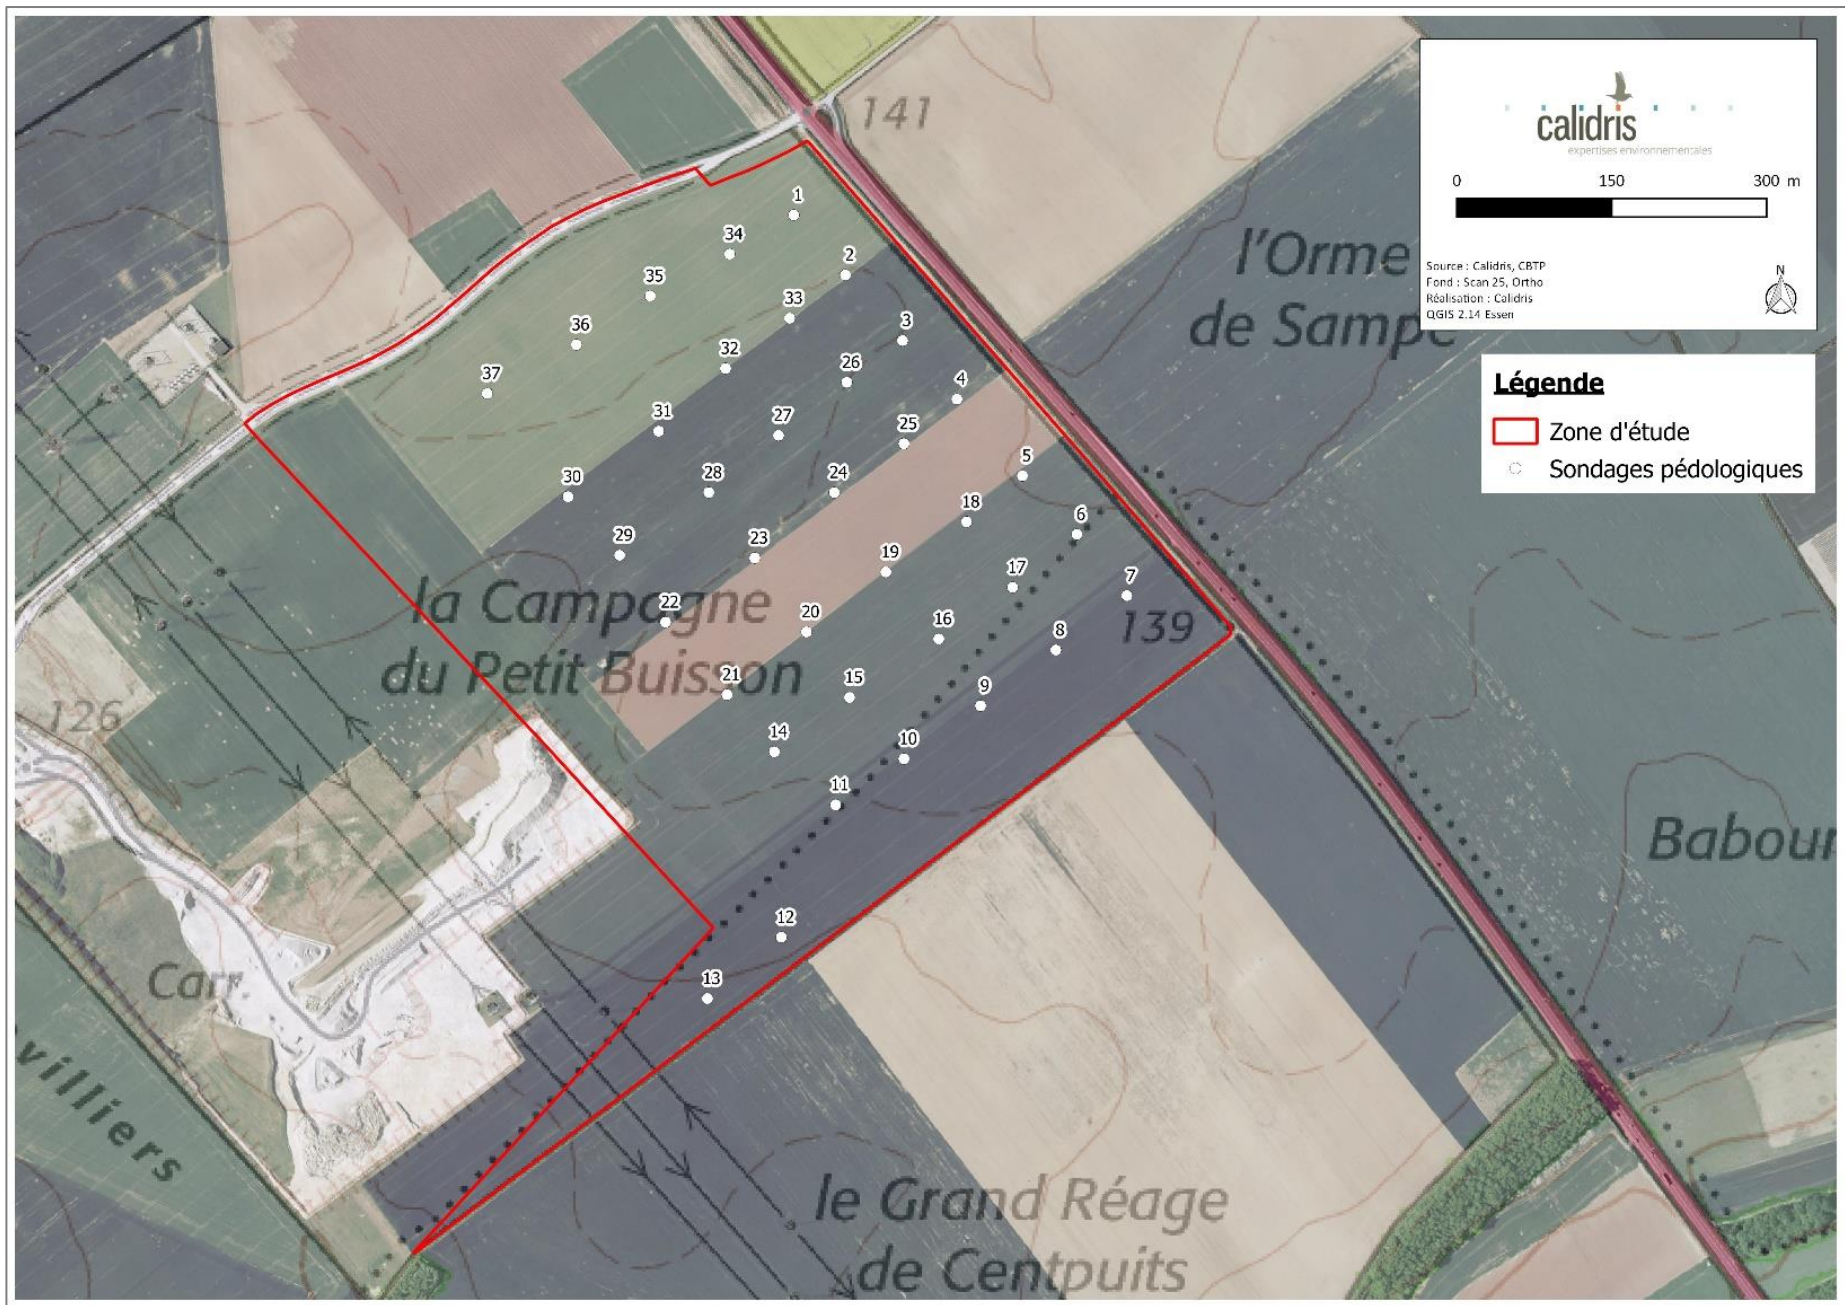 calidris
expertises environnementales
0 150 300 m
Source : Calidris, CBTP
Fond : Scan 25, Ortho
Réalisation : Calidris
QGIS 2.14 Essen
N
Légende
Zone d'étude
Sondages pédologiques
141
l'Orme
de Sampe
1
34
2
35
33
3
36
32
26
37
4
31
27
25
5
30
28
24
18
6
29
23
19
17
7
la Campagne
22
20
16
139
8
du Petit Buisson
21
15
9
126
14
10
11
Babour
12
13
Carr.
villiers
le Grand Réage
de Centpuits